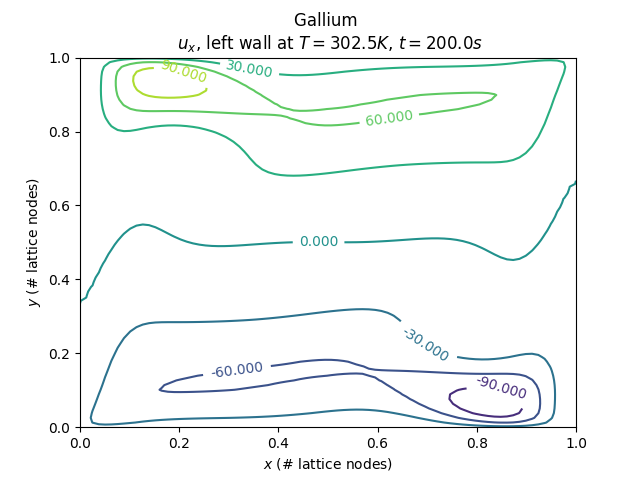 Gallium
u_x, left wall at T = 302.5K, t = 200.0s
1.0
0.8
0.6
0.4
0.2
0.0
y (# lattice nodes)
90.000
30.000
60.000
0.000
-30.000
-60.000
-90.000
0.0 0.2 0.4 0.6 0.8 1.0
x (# lattice nodes)